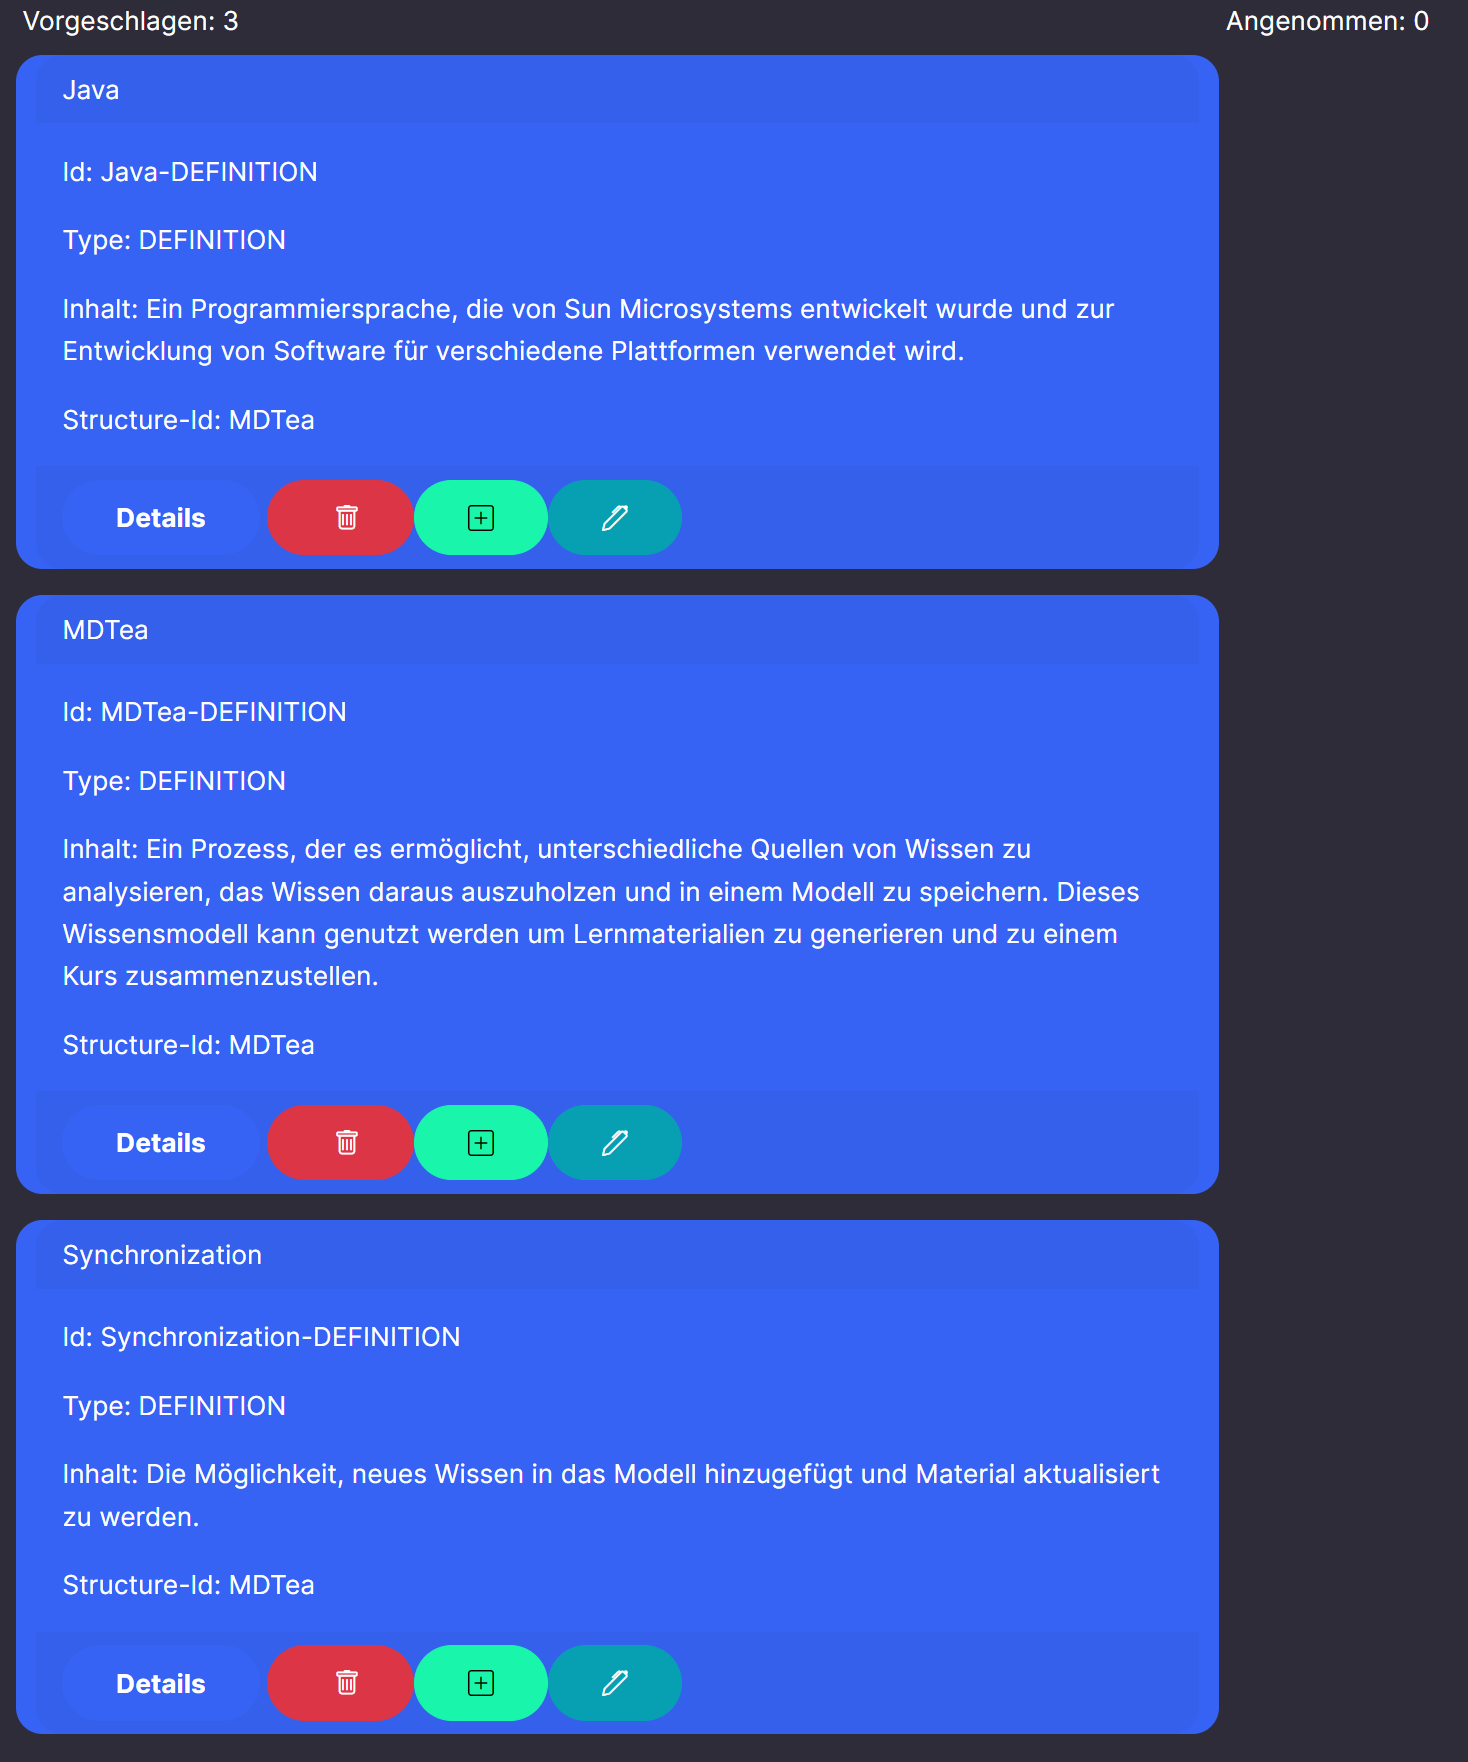 Vorgeschlagen: 3
Angenommen: 0
Java
Id: Java-DEFINITION
Type: DEFINITION
Inhalt: Ein Programmiersprache, die von Sun Microsystems entwickelt wurde und zur
Entwicklung von Software für verschiedene Plattformen verwendet wird.
Structure-Id: MDTea
Details
MDTea
Id: MDTea-DEFINITION
Type: DEFINITION
Inhalt: Ein Prozess, der es ermöglicht, unterschiedliche Quellen von Wissen zu
analysieren, das Wissen daraus auszuholzen und in einem Modell zu speichern. Dieses
Wissensmodell kann genutzt werden um Lernmaterialien zu generieren und zu einem
Kurs zusammenzustellen.
Structure-Id: MDTea
Details
Synchronization
Id: Synchronization-DEFINITION
Type: DEFINITION
Inhalt: Die Möglichkeit, neues Wissen in das Modell hinzugefügt und Material aktualisiert
zu werden.
Structure-Id: MDTea
Details